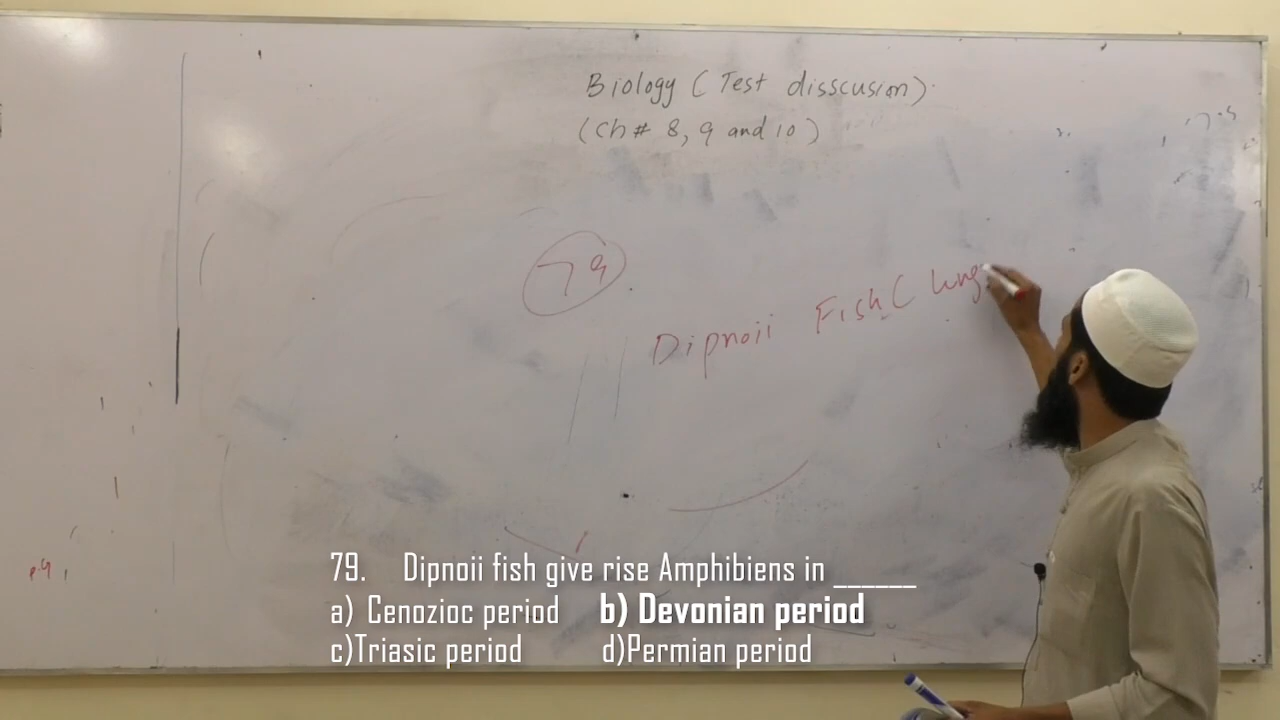 Biology (Test disscusion).
(Ch# 8, 9 and 10)
79
Dipnoii Fish ( lung
79. Dipnoii fish give rise Amphibiens in ______
a) Cenozioc period b) Devonian period
c)Triasic period d)Permian period